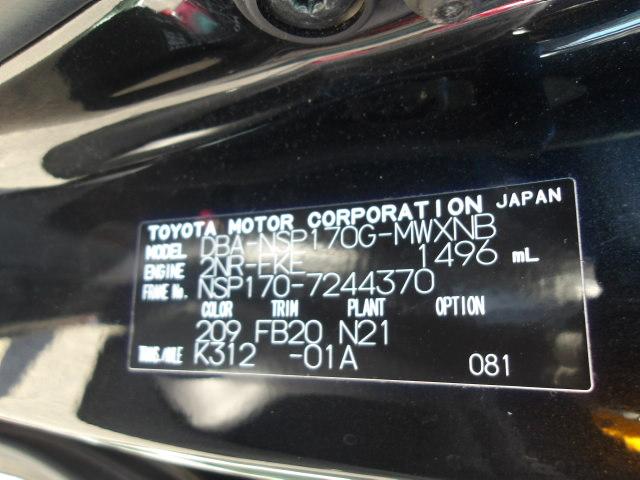 TOYOTA MOTOR CORPORATION JAPAN
MODEL DBA-NSP170G-MWXNB
ENGINE 2NR-FKE 1496 mL
FRAME No. NSP170-7244370
COLOR TRIM PLANT OPTION
209 FB20 N21
TRANS./AXLE K312 -01A 081